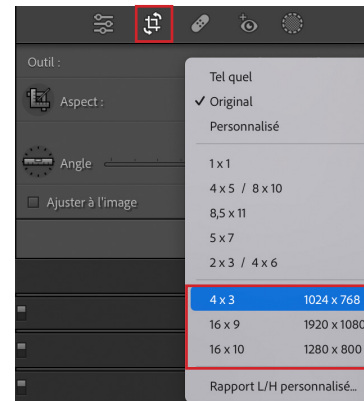 Outil :
Aspect :
Angle
Ajuster à l'image
Tel quel
✓ Original
Personnalisé
1 x 1
4 x 5 / 8 x 10
8,5 x 11
5 x 7
2 x 3 / 4 x 6
4 x 3 1024 x 768
16 x 9 1920 x 1080
16 x 10 1280 x 800
Rapport L/H personnalisé...